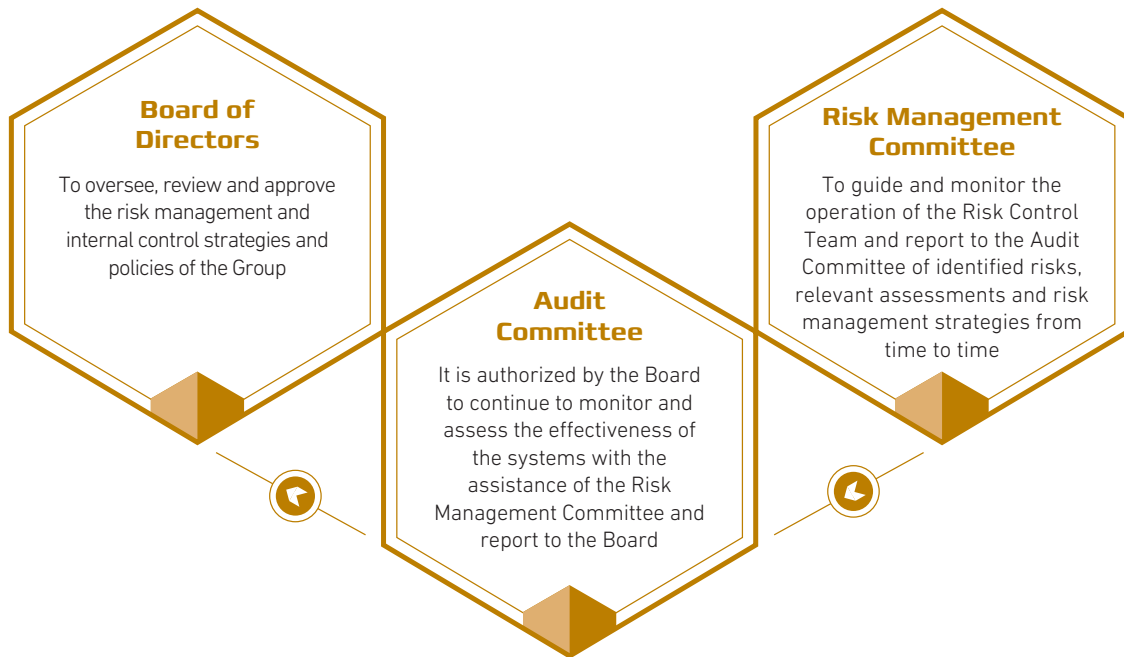 Board of
Directors
To oversee, review and approve
the risk management and
internal control strategies and
policies of the Group
Audit
Committee
It is authorized by the Board
to continue to monitor and
assess the effectiveness of
the systems with the
assistance of the Risk
Management Committee and
report to the Board
Risk Management
Committee
To guide and monitor the
operation of the Risk Control
Team and report to the Audit
Committee of identified risks,
relevant assessments and risk
management strategies from
time to time